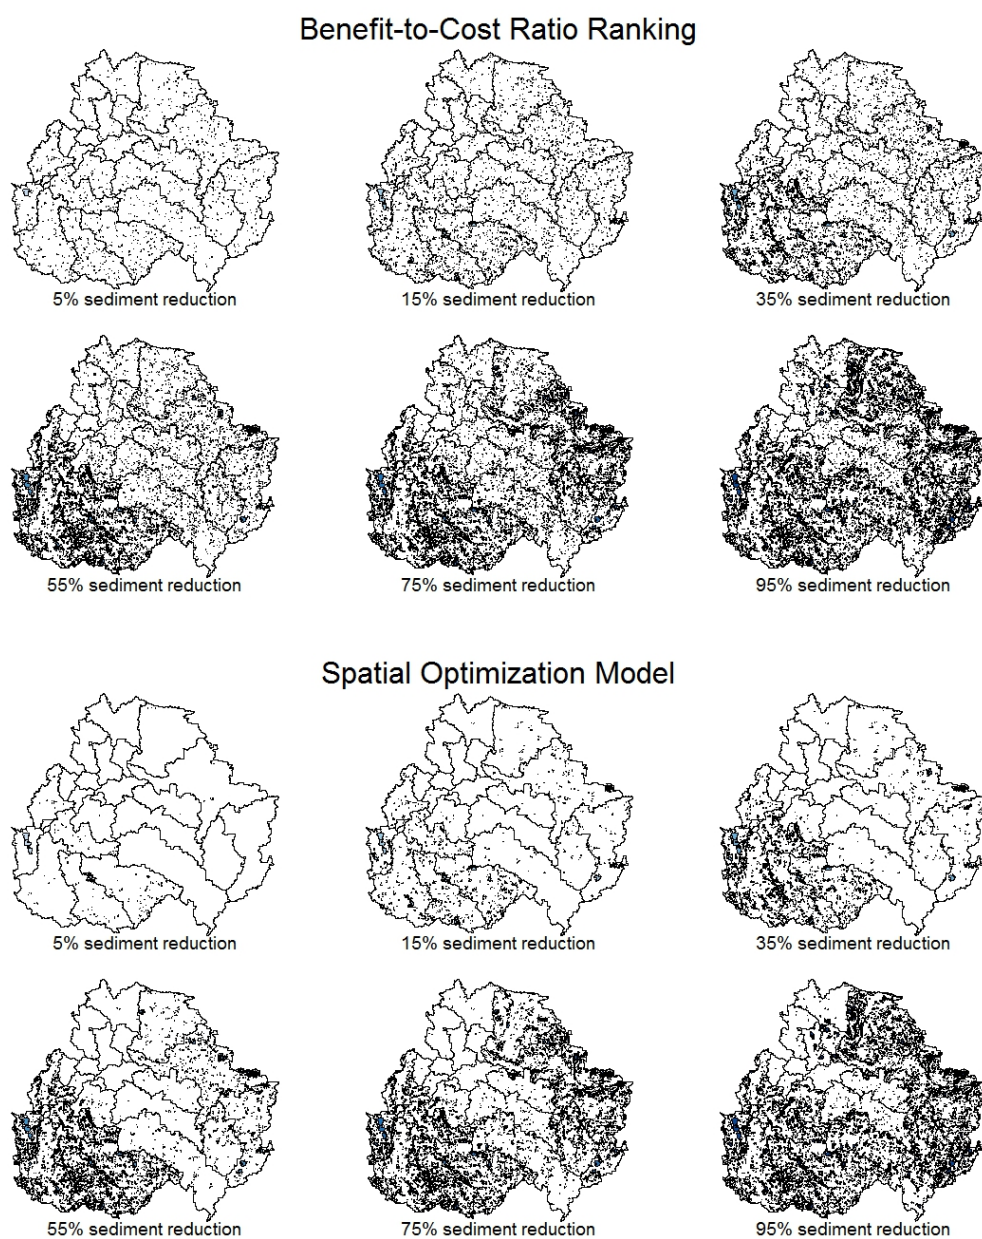 Benefit-to-Cost Ratio Ranking
5% sediment reduction
15% sediment reduction
35% sediment reduction
55% sediment reduction
75% sediment reduction
95% sediment reduction
Spatial Optimization Model
5% sediment reduction
15% sediment reduction
35% sediment reduction
55% sediment reduction
75% sediment reduction
95% sediment reduction